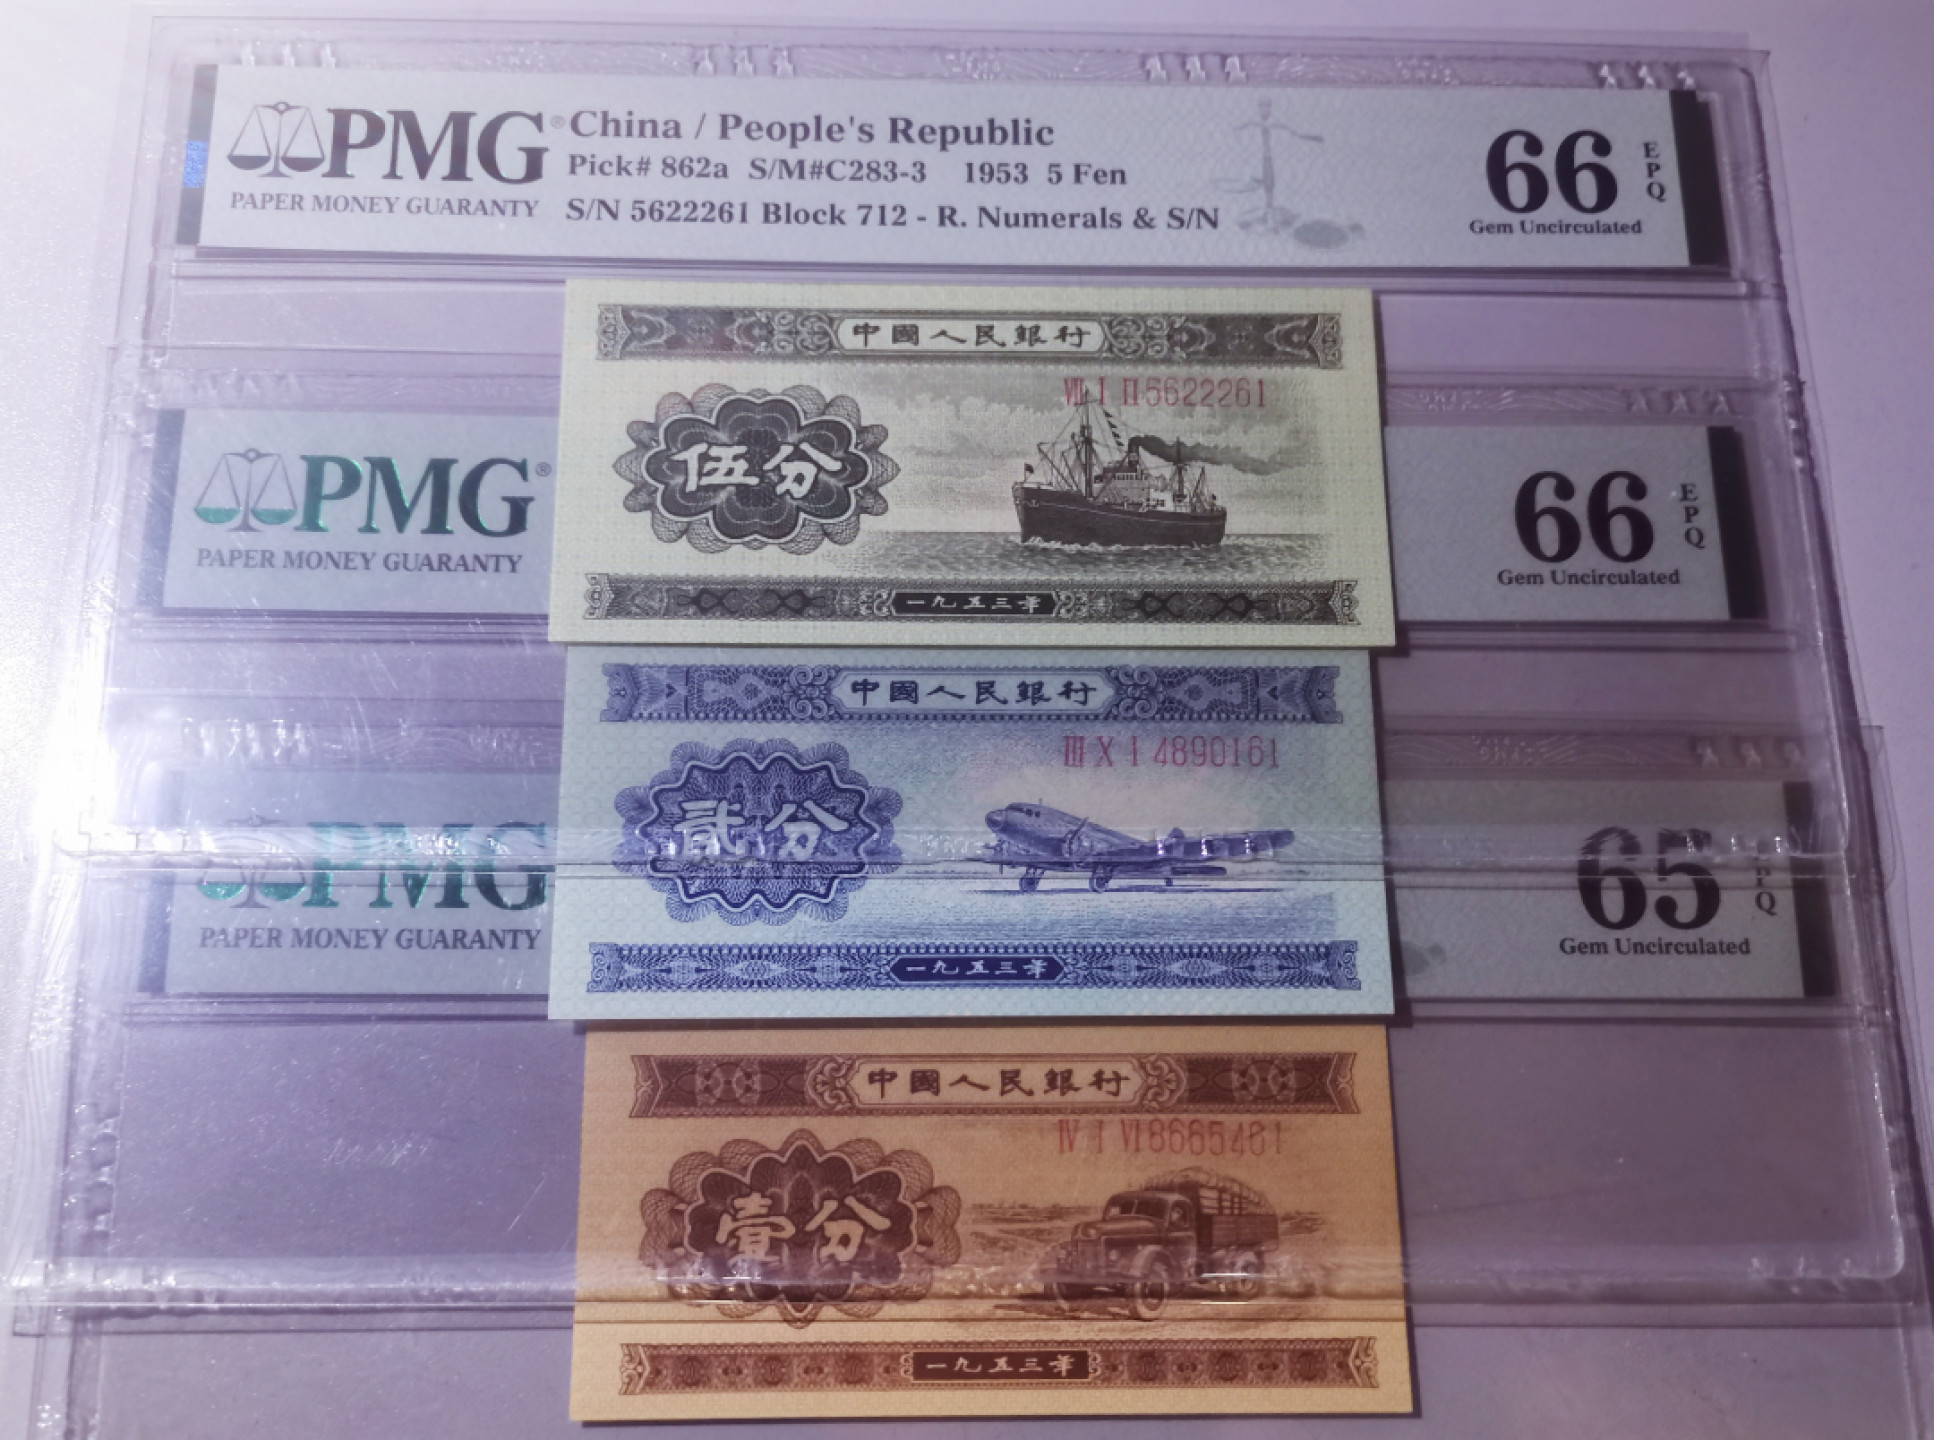 PMG® China / People's Republic
Pick# 862a S/M#C283-3 1953 5 Fen
PAPER MONEY GUARANTY
S/N 5622261 Block 712 - R. Numerals & S/N
66
EPQ
Gem Uncirculated
中國人民銀行
VII I II 5622261
伍分
一九五三年
PMG®
PAPER MONEY GUARANTY
66
EPQ
Gem Uncirculated
中國人民銀行
III X I 4890161
貳分
一九五三年
PMG
PAPER MONEY GUARANTY
65
EPQ
Gem Uncirculated
中國人民銀行
IV I VI 8665461
壹分
一九五三年